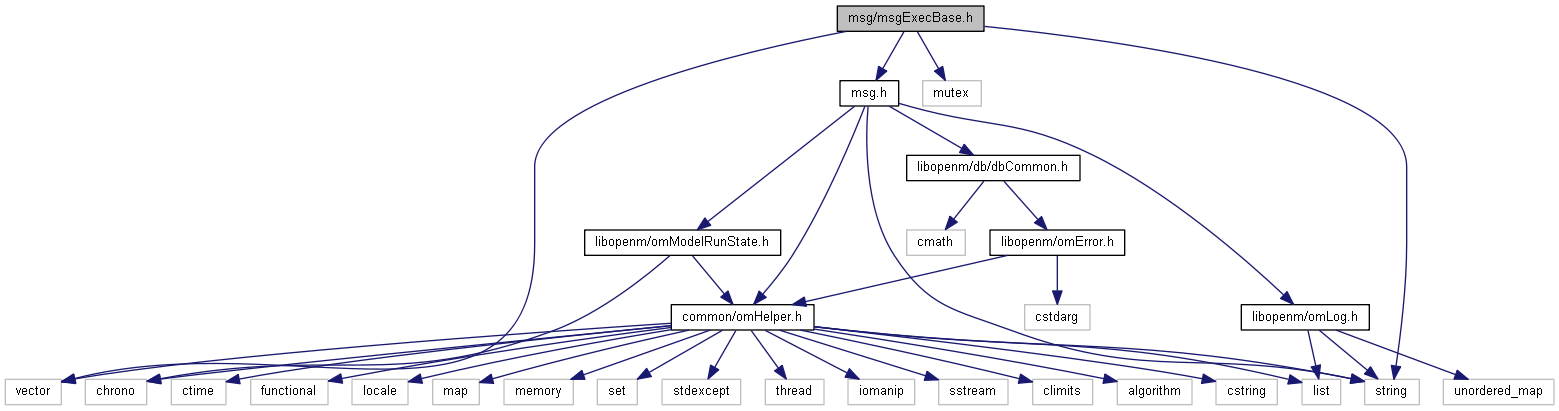 msg/msgExecBase.h
msg.h
mutex
libopenm/db/dbCommon.h
libopenm/omModelRunState.h
cmath
libopenm/omError.h
common/omHelper.h
cstdarg
libopenm/omLog.h
vector
chrono
ctime
functional
locale
map
memory
set
stdexcept
thread
iomanip
sstream
climits
algorithm
cstring
list
string
unordered_map